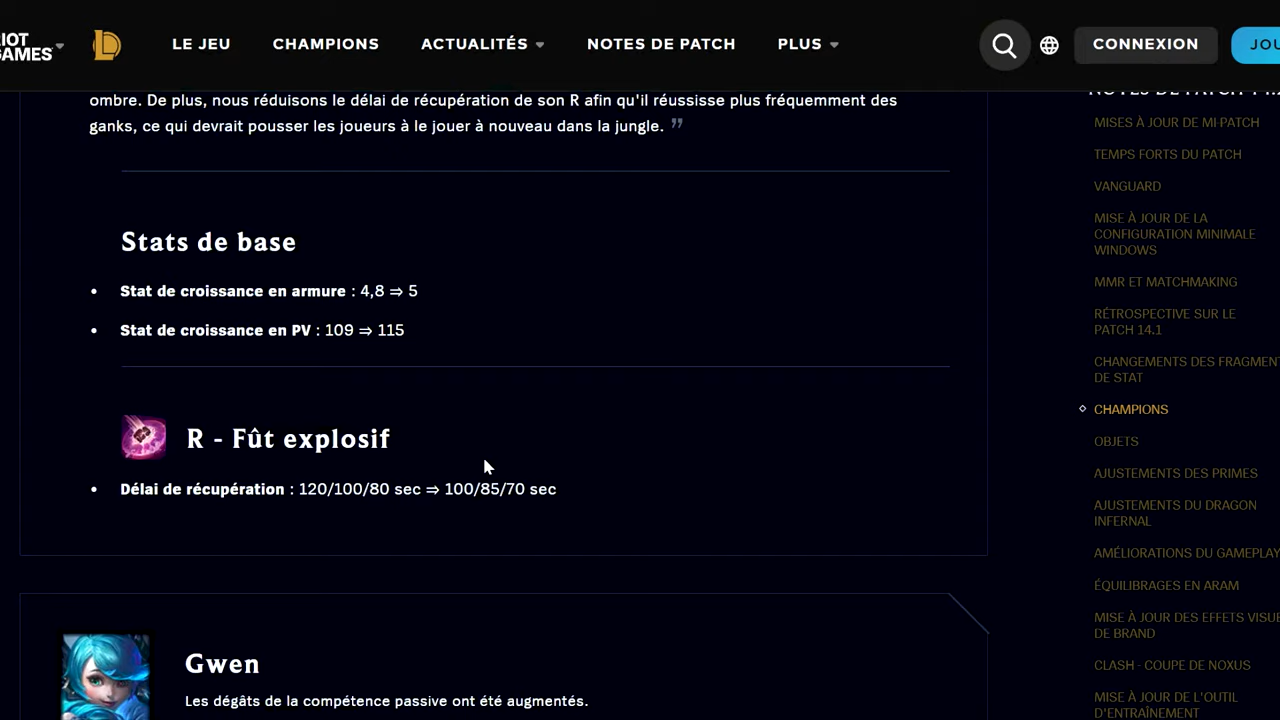 RIOT
GAMES
LE JEU
CHAMPIONS
ACTUALITÉS
NOTES DE PATCH
PLUS
CONNEXION
ombre. De plus, nous réduisons le délai de récupération de son R afin qu'il réussisse plus fréquemment des
ganks, ce qui devrait pousser les joueurs à le jouer à nouveau dans la jungle. ”
Stats de base
• Stat de croissance en armure : 4,8 ⇒ 5
• Stat de croissance en PV : 109 ⇒ 115
R - Fût explosif
• Délai de récupération : 120/100/80 sec ⇒ 100/85/70 sec
Gwen
Les dégâts de la compétence passive ont été augmentés.
NOTES DE PATCH
MISES À JOUR DE MI-PATCH
TEMPS FORTS DU PATCH
VANGUARD
MISE À JOUR DE LA
CONFIGURATION MINIMALE
WINDOWS
MMR ET MATCHMAKING
RÉTROSPECTIVE SUR LE
PATCH 14.1
CHANGEMENTS DES FRAGMENT
DE STAT
CHAMPIONS
OBJETS
AJUSTEMENTS DES PRIMES
AJUSTEMENTS DU DRAGON
INFERNAL
AMÉLIORATIONS DU GAMEPLAY
ÉQUILIBRAGES EN ARAM
MISE À JOUR DES EFFETS VISUE
DE BRAND
CLASH - COUPE DE NOXUS
MISE À JOUR DE L'OUTIL
D'ENTRAÎNEMENT